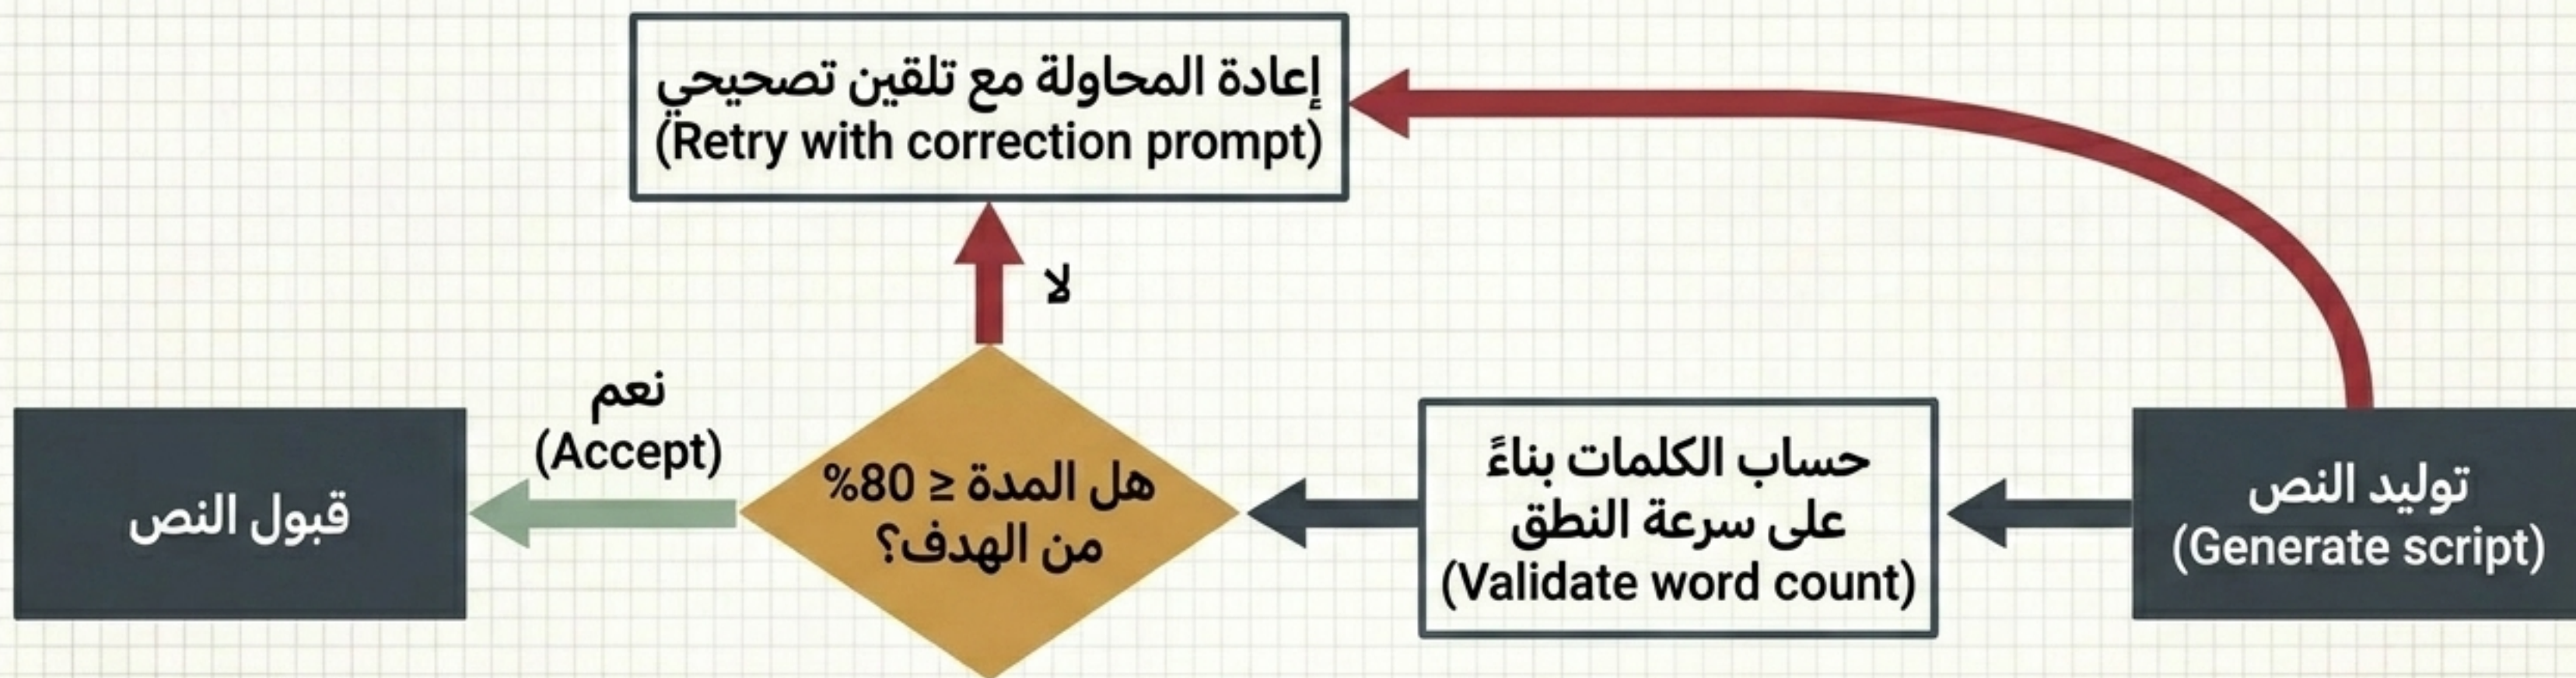 إعادة المحاولة مع تلقين تصحيحي
(Retry with correction prompt)
لا
توليد النص
(Generate script)
حساب الكلمات بناءً
على سرعة النطق
(Validate word count)
هل المدة ≥ 80%
من الهدف؟
نعم
(Accept)
قبول النص